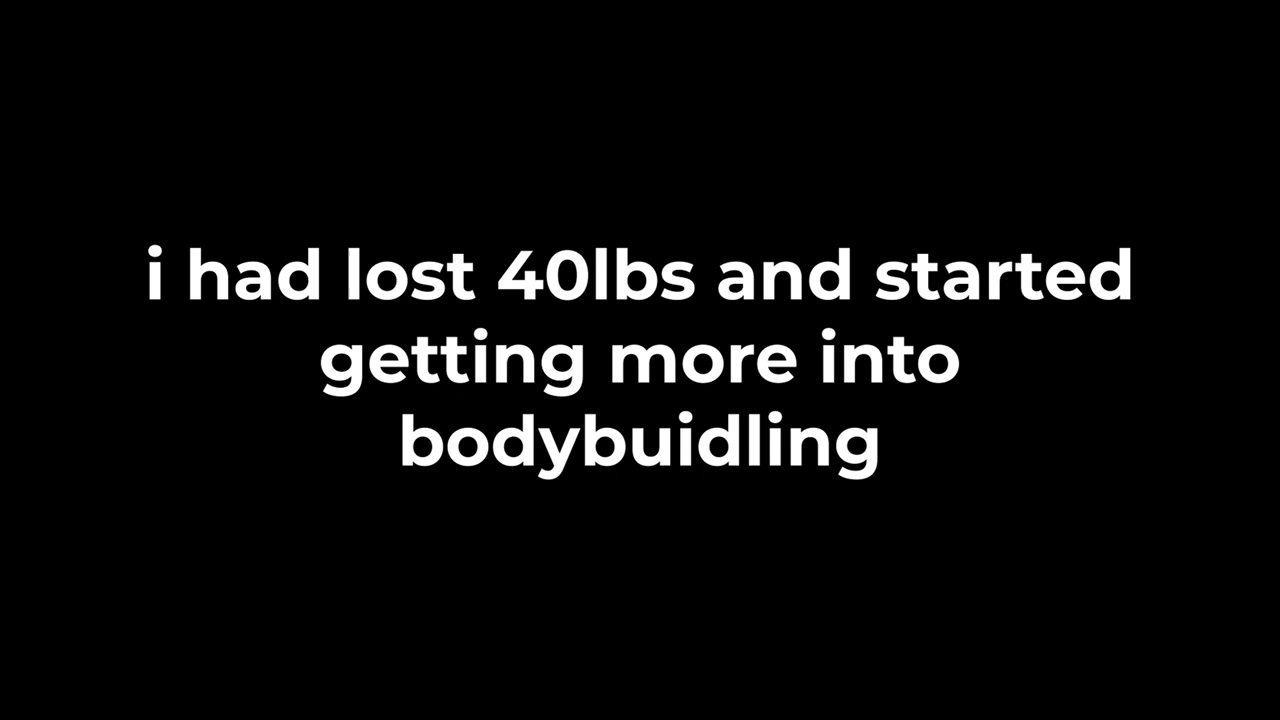 i had lost 40lbs and started
getting more into
bodybuidling